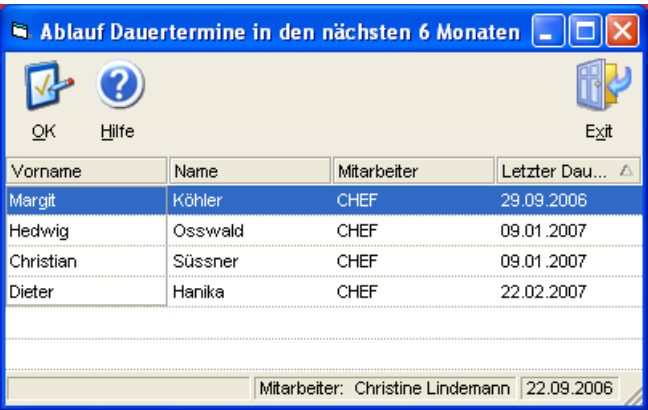 Ablauf Dauertermine in den nächsten 6 Monaten
OK Hilfe Exit
Vorname Name Mitarbeiter Letzter Dau...
Margit Köhler CHEF 29.09.2006
Hedwig Osswald CHEF 09.01.2007
Christian Süssner CHEF 09.01.2007
Dieter Hanika CHEF 22.02.2007
Mitarbeiter: Christine Lindemann 22.09.2006